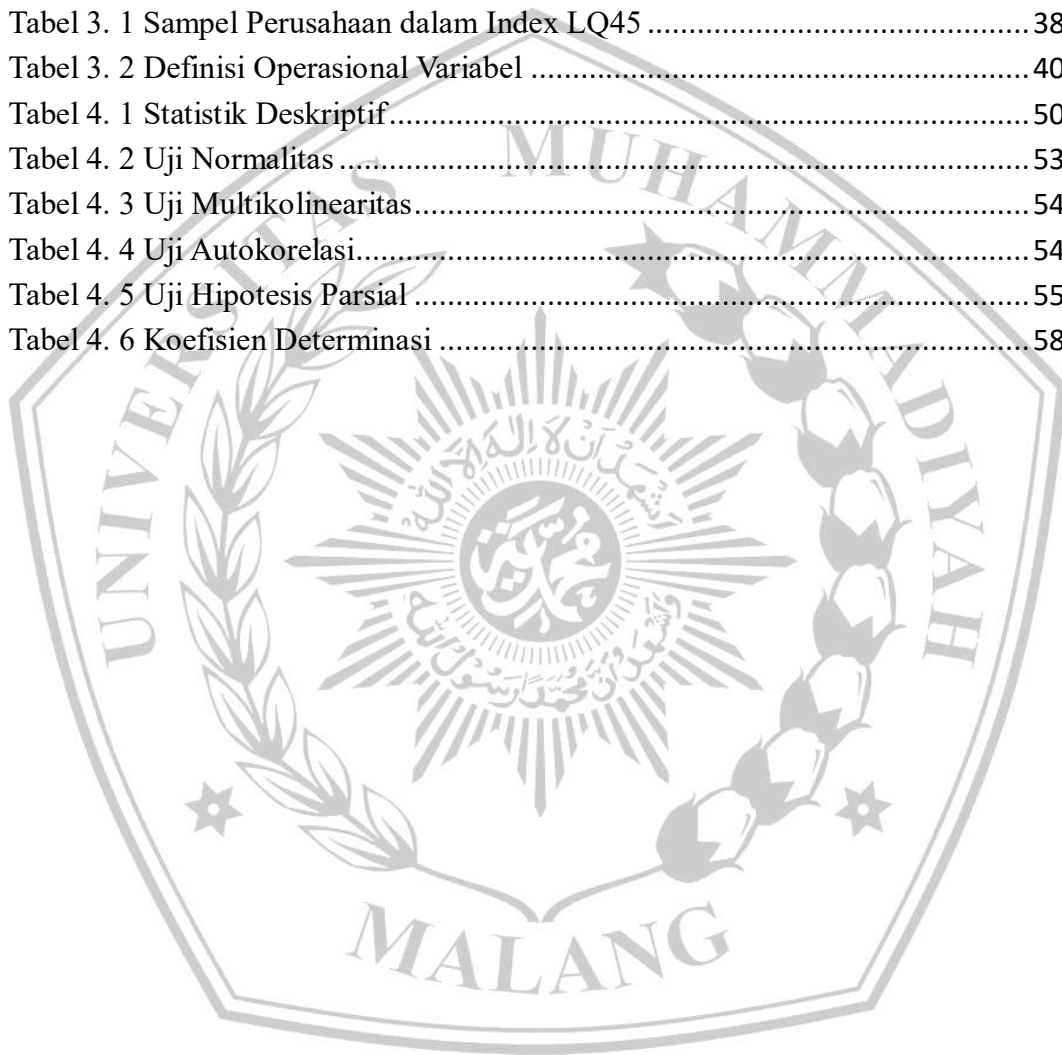 Tabel 3. 1 Sampel Perusahaan dalam Index LQ45 ........ 38
Tabel 3. 2 Definisi Operasional Variabel ........ 40
Tabel 4. 1 Statistik Deskriptif ........ 50
Tabel 4. 2 Uji Normalitas ........ 53
Tabel 4. 3 Uji Multikolinearitas ........ 54
Tabel 4. 4 Uji Autokorelasi ........ 54
Tabel 4. 5 Uji Hipotesis Parsial ........ 55
Tabel 4. 6 Koefisien Determinasi ........ 58
UNIVERSITAS MUHAMMADIYAH
MALANG